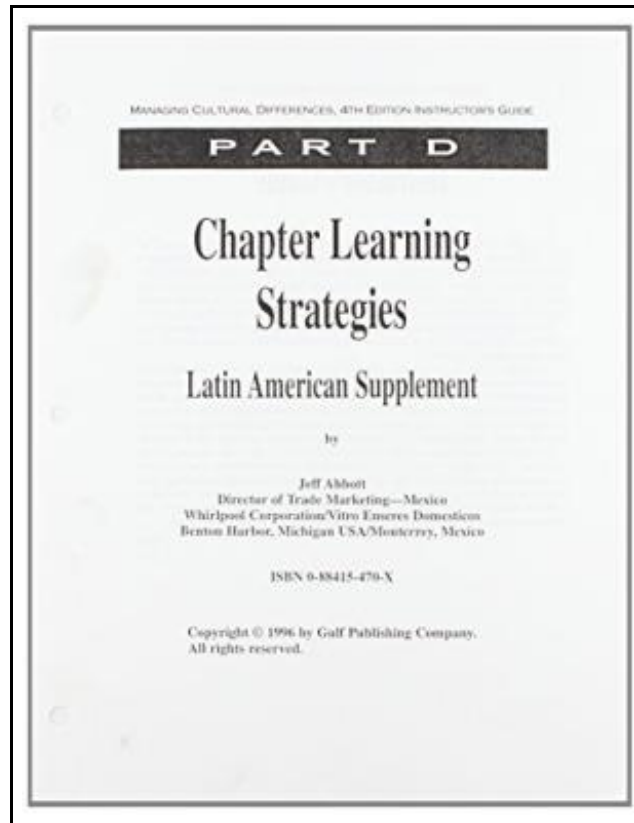 MANAGING CULTURAL DIFFERENCES, 4TH EDITION INSTRUCTOR'S GUIDE
PART D
Chapter Learning
Strategies
Latin American Supplement
by
Jeff Abbott
Director of Trade Marketing—Mexico
Whirlpool Corporation/Vitro Enseres Domesticos
Benton Harbor, Michigan USA/Monterrey, Mexico
ISBN 0-88415-470-X
Copyright © 1996 by Gulf Publishing Company.
All rights reserved.